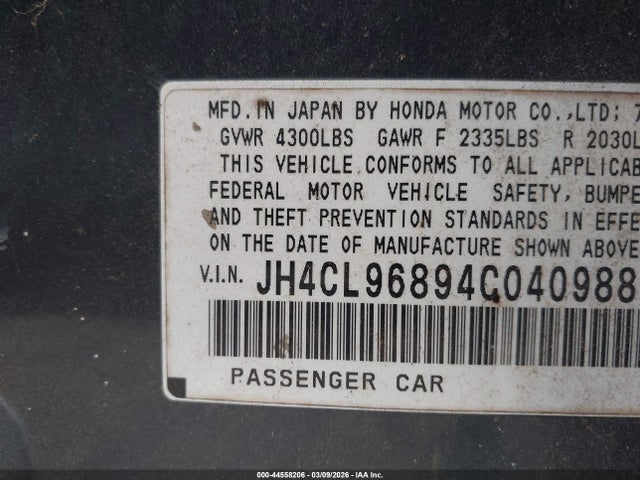 MFD. IN JAPAN BY HONDA MOTOR CO., LTD; 7
GVWR 4300LBS GAWR F 2335LBS R 2030L
THIS VEHICLE CONFORMS TO ALL APPLICAB
FEDERAL MOTOR VEHICLE SAFETY, BUMPE
AND THEFT PREVENTION STANDARDS IN EFFE
ON THE DATE OF MANUFACTURE SHOWN ABOVE
V.I.N. JH4CL96894C040988
PASSENGER CAR
000-44558206 - 03/09/2026 - IAA Inc.